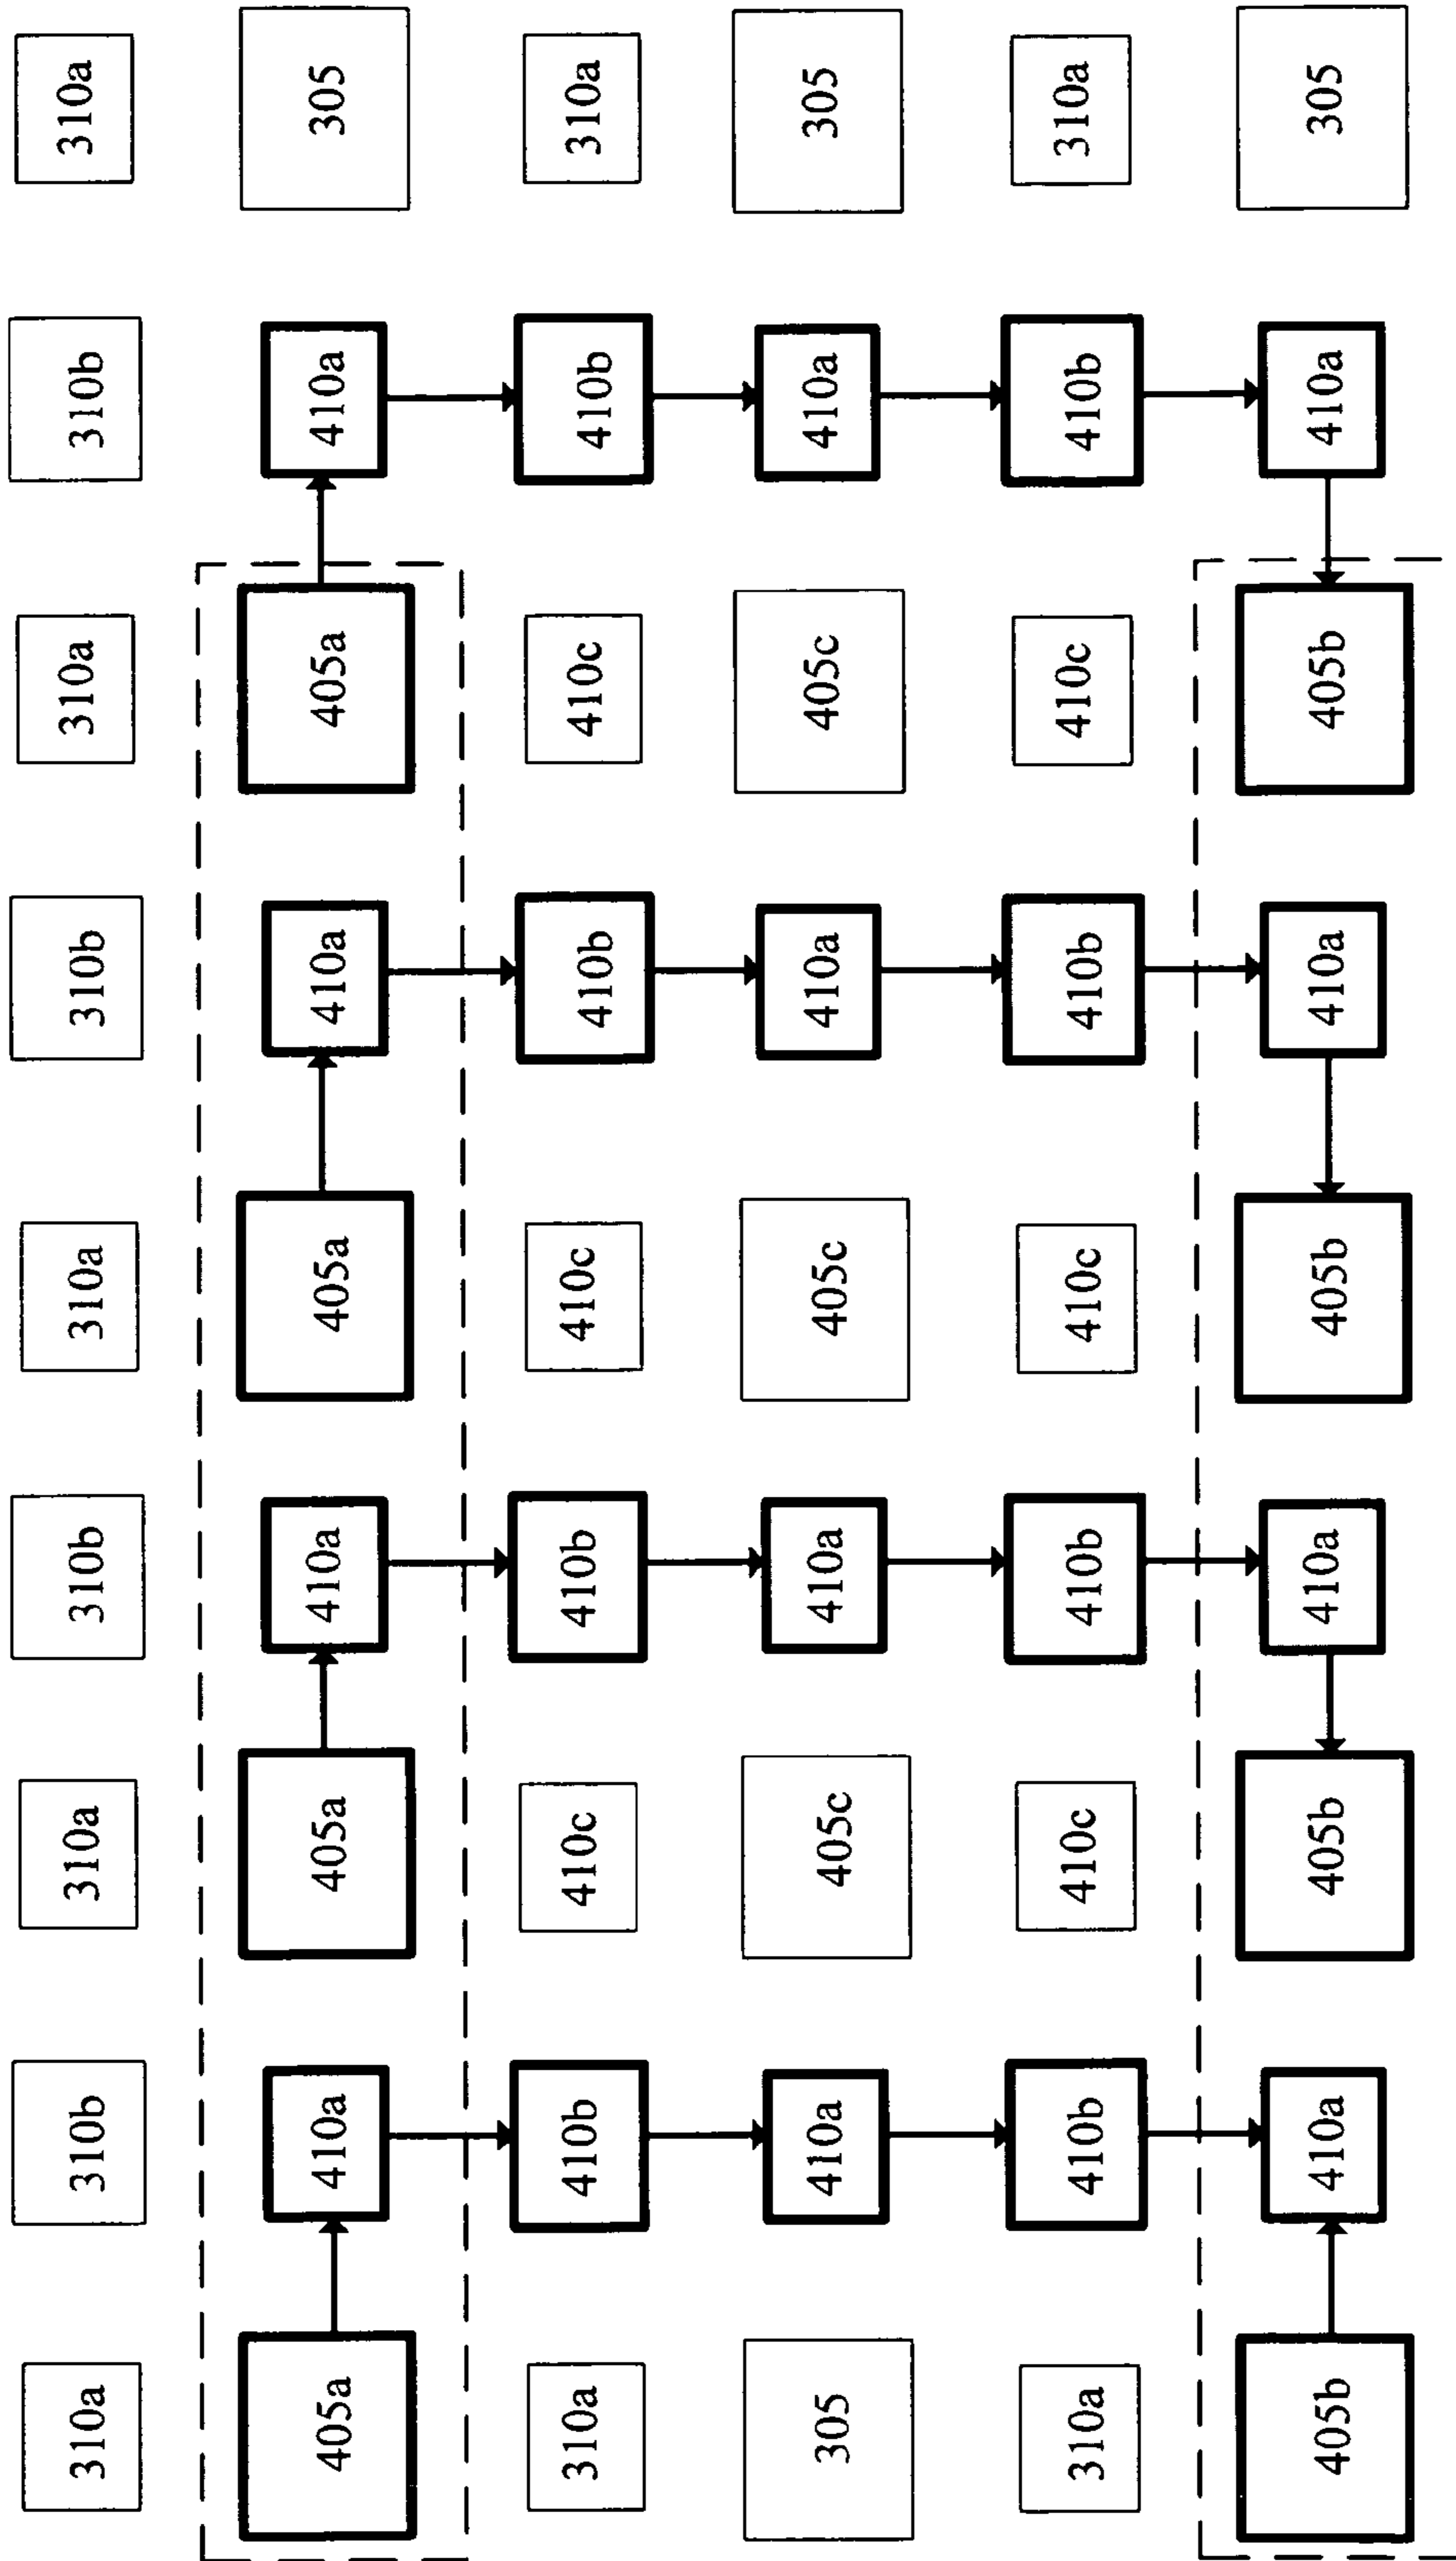 310a 310b 310a 310b 310a 310b 310a 310b 310a
405a 410a 405a 410a 405a 410a 405a 410a 305
310a 410b 410c 410b 410c 410b 410c 410b 310a
305 410a 405c 410a 405c 410a 405c 410a 305
310a 410b 410c 410b 410c 410b 410c 410b 310a
405b 410a 405b 410a 405b 410a 405b 410a 305